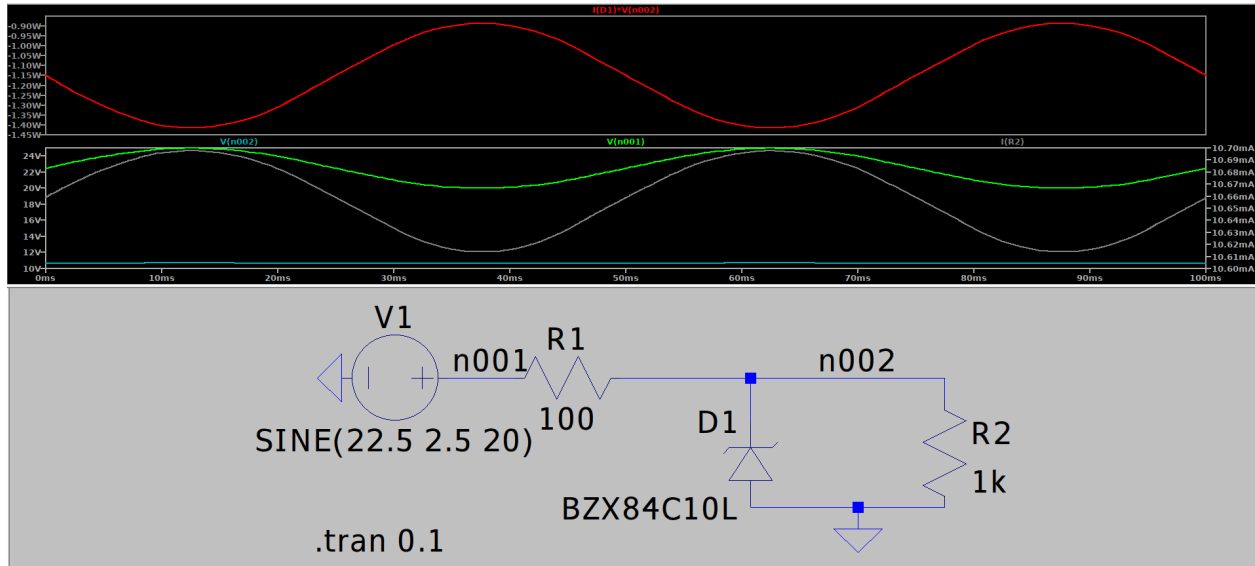 I(D1)*V(n002)
-0.90W
-0.95W
-1.00W
-1.05W
-1.10W
-1.15W
-1.20W
-1.25W
-1.30W
-1.35W
-1.40W
-1.45W
V(n002) V(n001) I(R2)
24V 10.70mA
22V 10.69mA
20V 10.68mA
18V 10.67mA
16V 10.66mA
14V 10.65mA
12V 10.64mA
10V 10.63mA
10.62mA
10.61mA
10.60mA
0ms 10ms 20ms 30ms 40ms 50ms 60ms 70ms 80ms 90ms 100ms
V1
n001
R1
n002
100
SINE(22.5 2.5 20)
D1
R2
1k
BZX84C10L
.tran 0.1